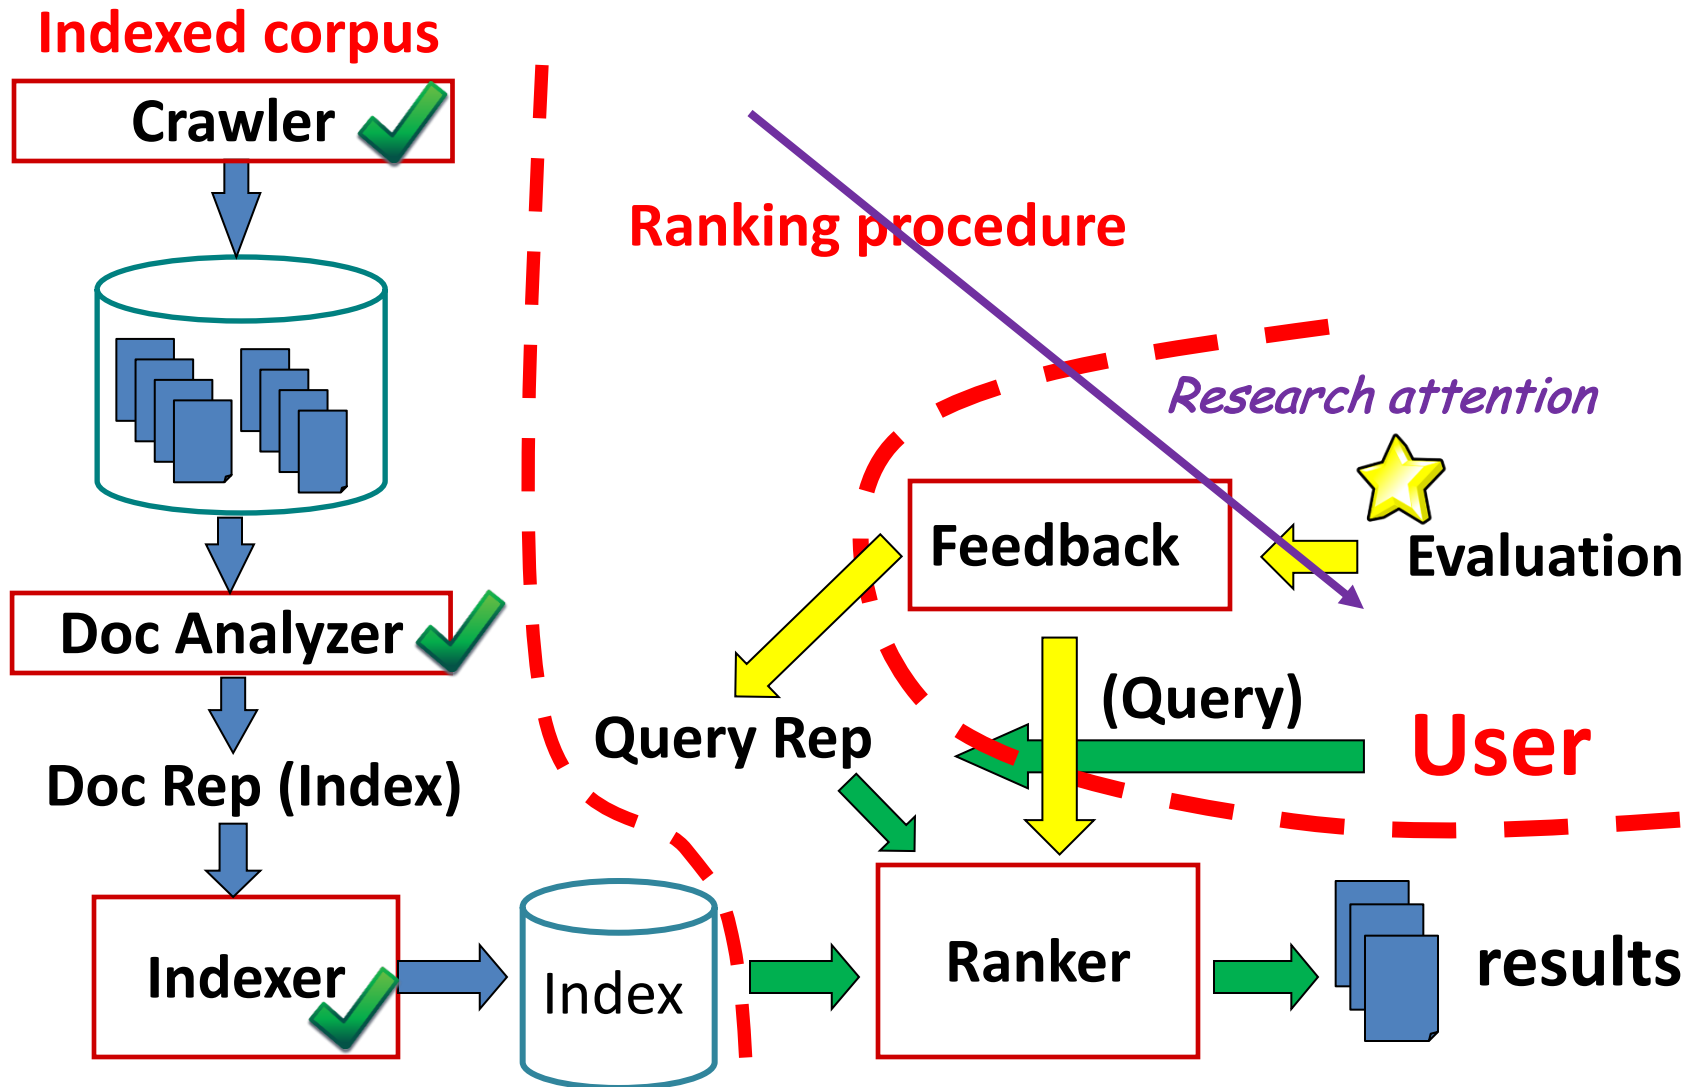 Indexed corpus
Crawler
Ranking procedure
Research attention
Feedback
Evaluation
Doc Analyzer
(Query)
Query Rep
User
Doc Rep (Index)
Indexer
Index
Ranker
results